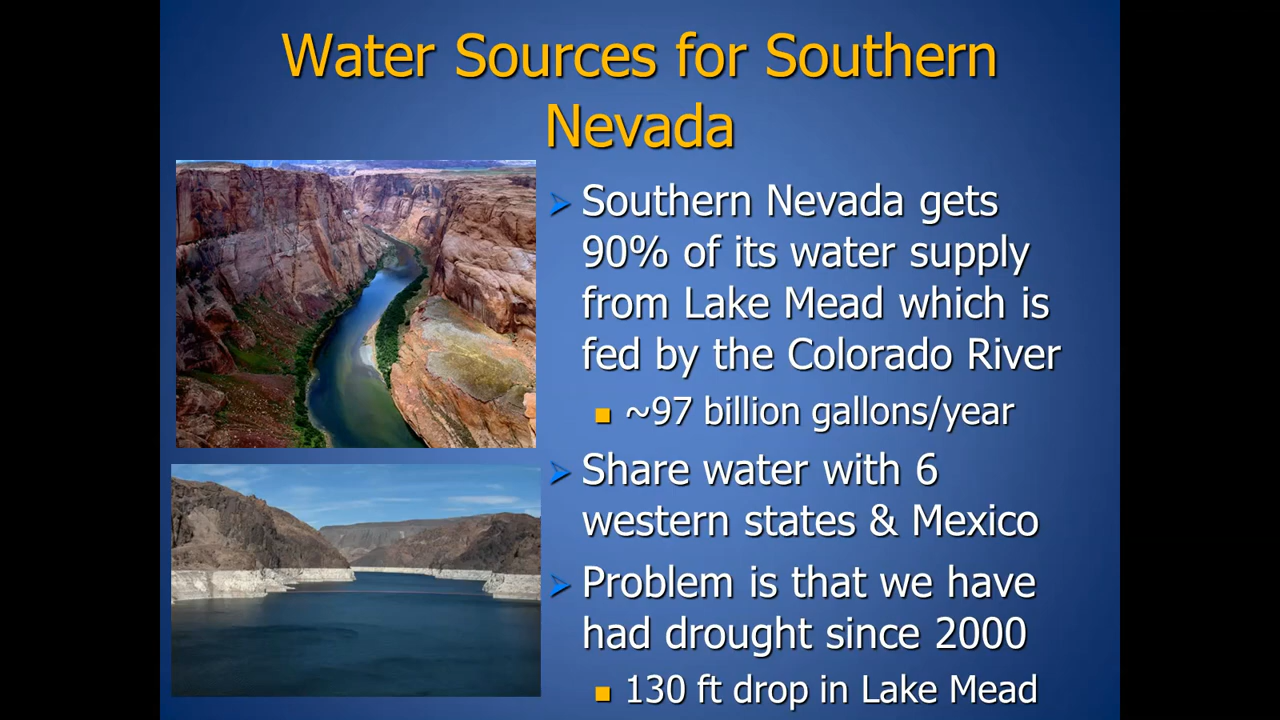 Water Sources for Southern
Nevada
Southern Nevada gets
90% of its water supply
from Lake Mead which is
fed by the Colorado River
~97 billion gallons/year
Share water with 6
western states & Mexico
Problem is that we have
had drought since 2000
130 ft drop in Lake Mead